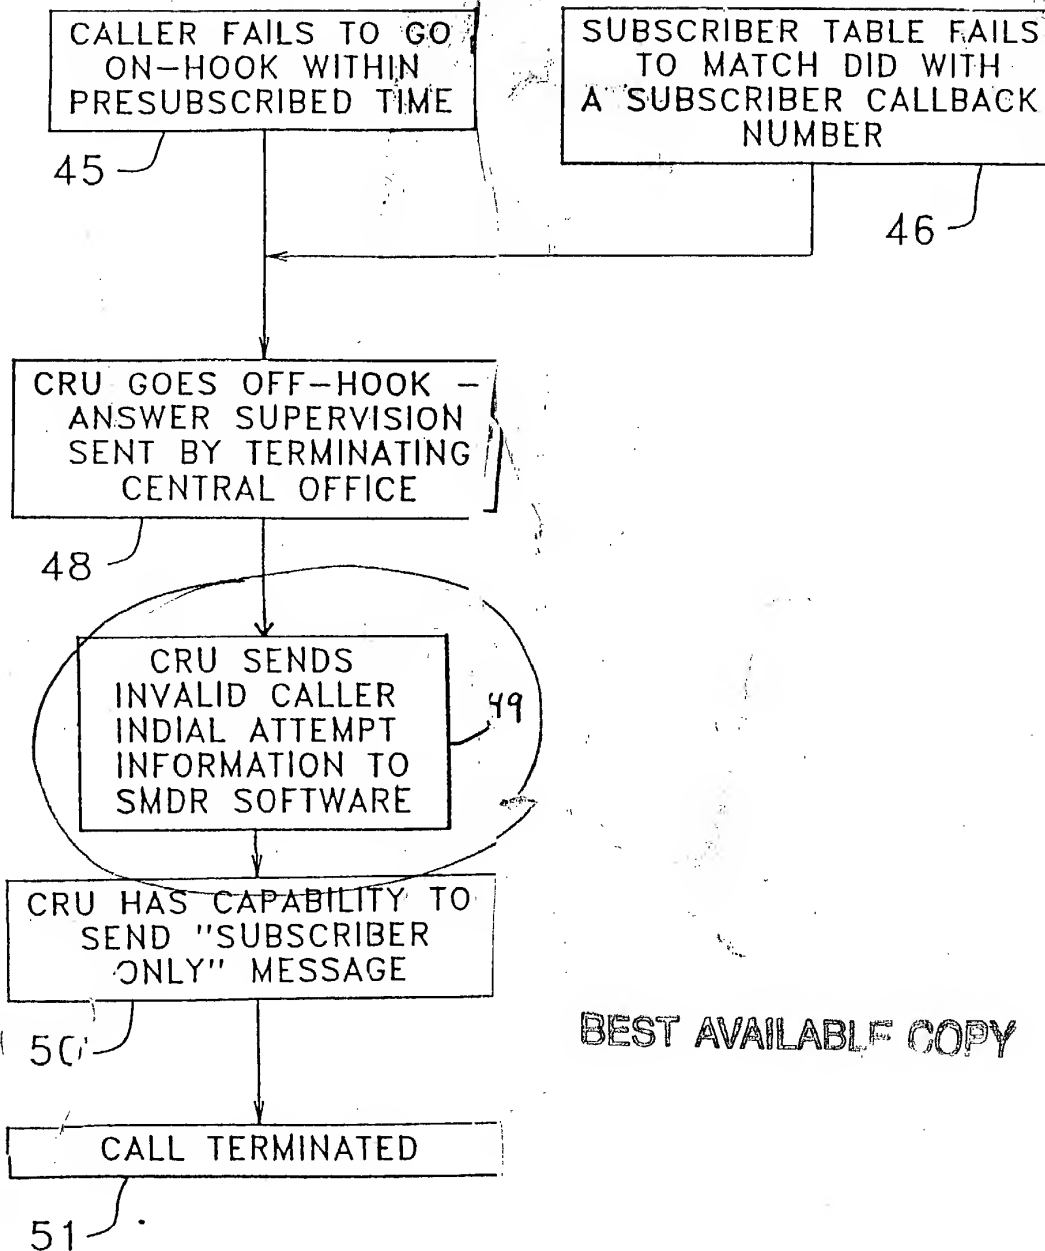 CALLER FAILS TO GO
ON-HOOK WITHIN
PRESUBSCRIBED TIME
45
SUBSCRIBER TABLE FAILS
TO MATCH DID WITH
A SUBSCRIBER CALLBACK
NUMBER
46
CRU GOES OFF-HOOK -
ANSWER SUPERVISION
SENT BY TERMINATING
CENTRAL OFFICE
48
CRU SENDS
INVALID CALLER
INDIAL ATTEMPT
INFORMATION TO
SMDR SOFTWARE
49
CRU HAS CAPABILITY TO
SEND "SUBSCRIBER
ONLY" MESSAGE
50
BEST AVAILABLE COPY
CALL TERMINATED
51